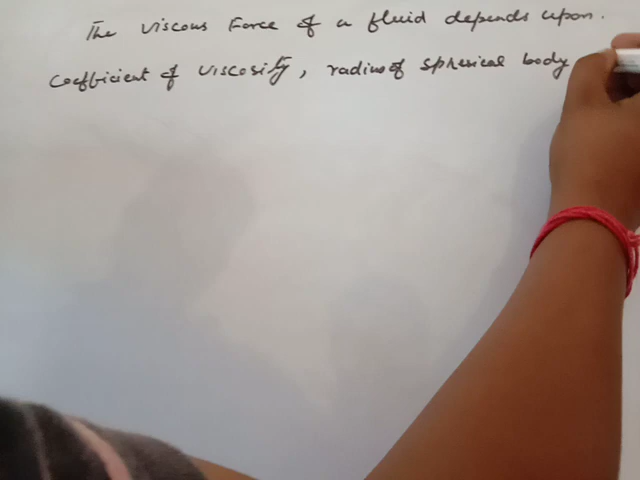 The viscous Force of a fluid depends upon.
coefficient of viscosity, radius of spherical body